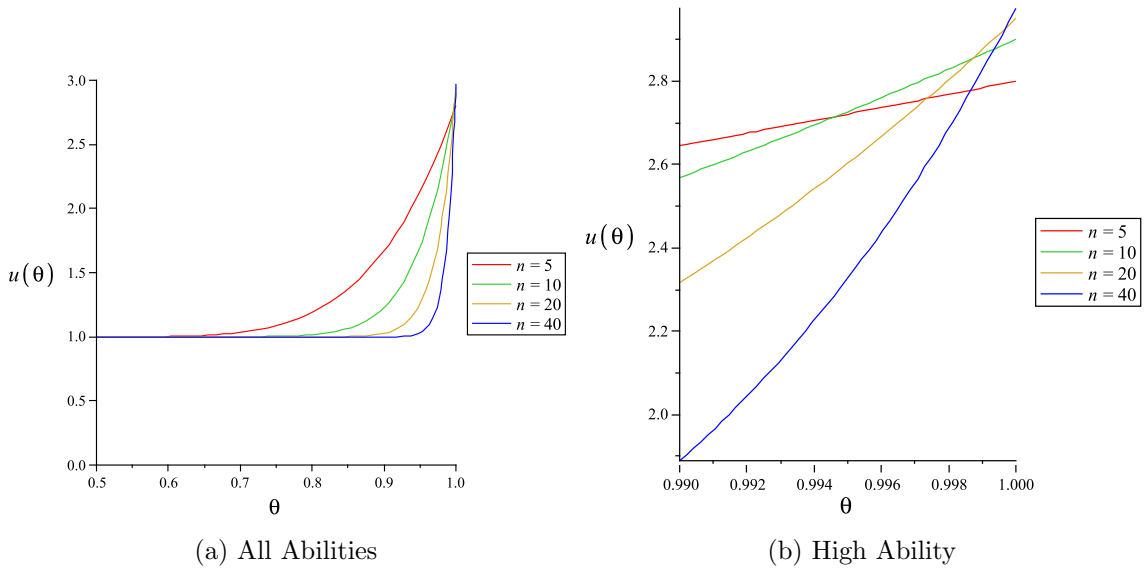 3.0
2.5
2.0
u(θ)
1.5
1.0
0.5
0.0
0.5
0.6
0.7
0.8
0.9
1.0
θ
n = 5
n = 10
n = 20
n = 40
(a) All Abilities
2.8
2.6
u(θ)
2.4
2.2
2.0
0.990
0.992
0.994
0.996
0.998
1.000
θ
n = 5
n = 10
n = 20
n = 40
(b) High Ability